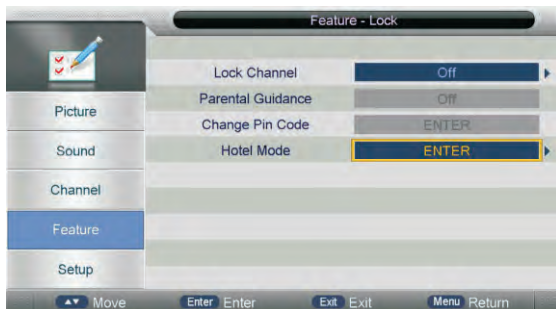 Feature - Lock
Lock Channel Off
Parental Guidance Off
Change Pin Code ENTER
Hotel Mode ENTER
Picture
Sound
Channel
Feature
Setup
Move Enter Enter Exit Exit Menu Return